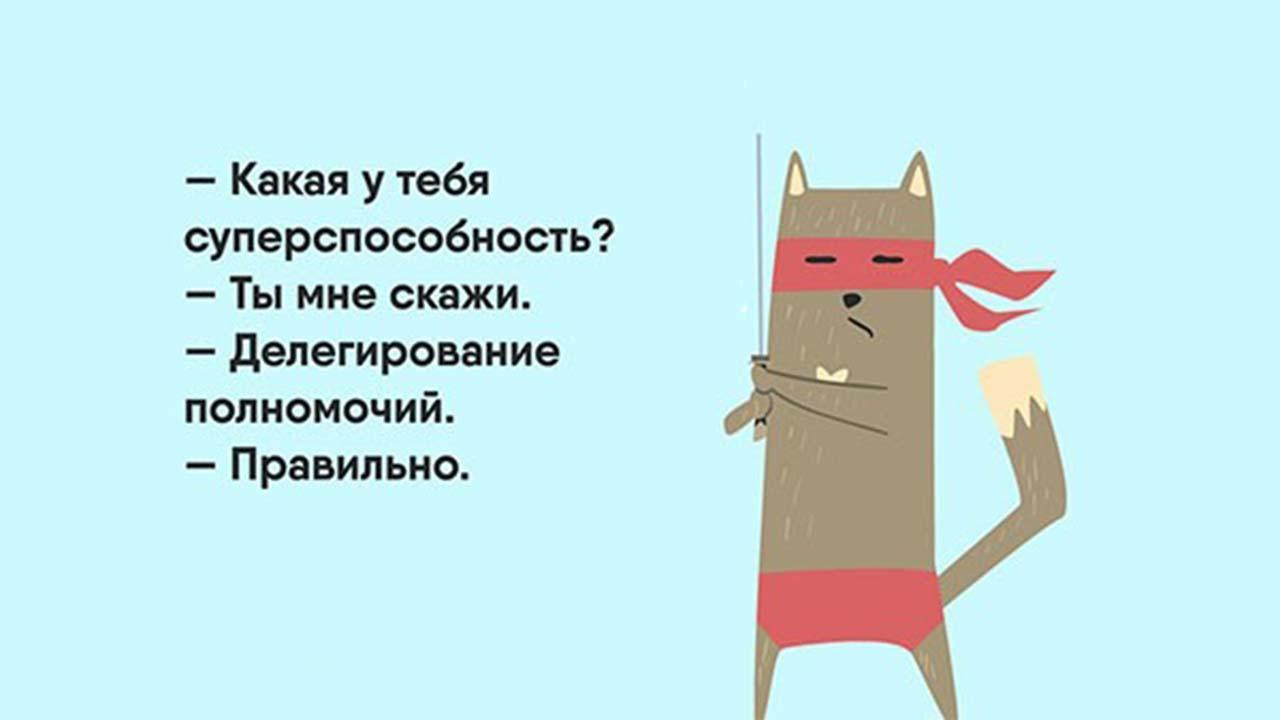 — Какая у тебя
суперспособность?
— Ты мне скажи.
— Делегирование
полномочий.
— Правильно.